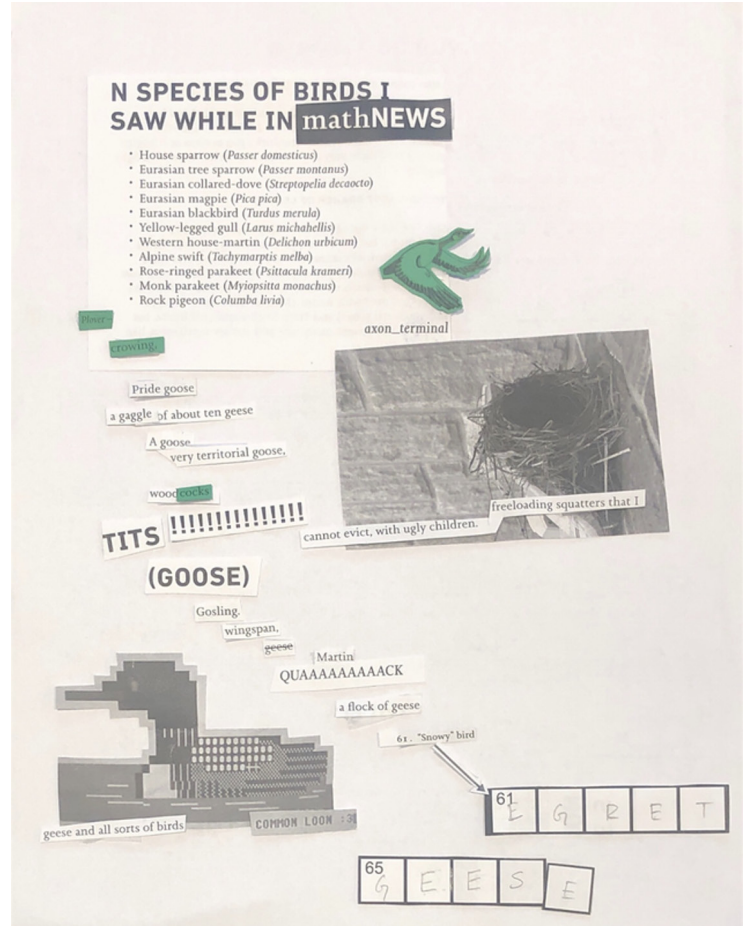 N SPECIES OF BIRDS I
SAW WHILE IN mathNEWS
• House sparrow (Passer domesticus)
• Eurasian tree sparrow (Passer montanus)
• Eurasian collared-dove (Streptopelia decaocto)
• Eurasian magpie (Pica pica)
• Eurasian blackbird (Turdus merula)
• Yellow-legged gull (Larus michahellis)
• Western house-martin (Delichon urbicum)
• Alpine swift (Tachymarptis melba)
• Rose-ringed parakeet (Psittacula krameri)
• Monk parakeet (Myiopsitta monachus)
• Rock pigeon (Columba livia)
axon_terminal
crowing,
Pride goose
a gaggle of about ten geese
A goose
very territorial goose,
woodcocks
TITS !!!!!!!!!!!!!!
freeloading squatters that I
cannot evict, with ugly children.
(GOOSE)
Gosling.
wingspan,
geese
Martin
QUAAAAAAAAACK
a flock of geese
61. "Snowy" bird
61 E G R E T
geese and all sorts of birds
COMMON LOON :3
65 G E E S E